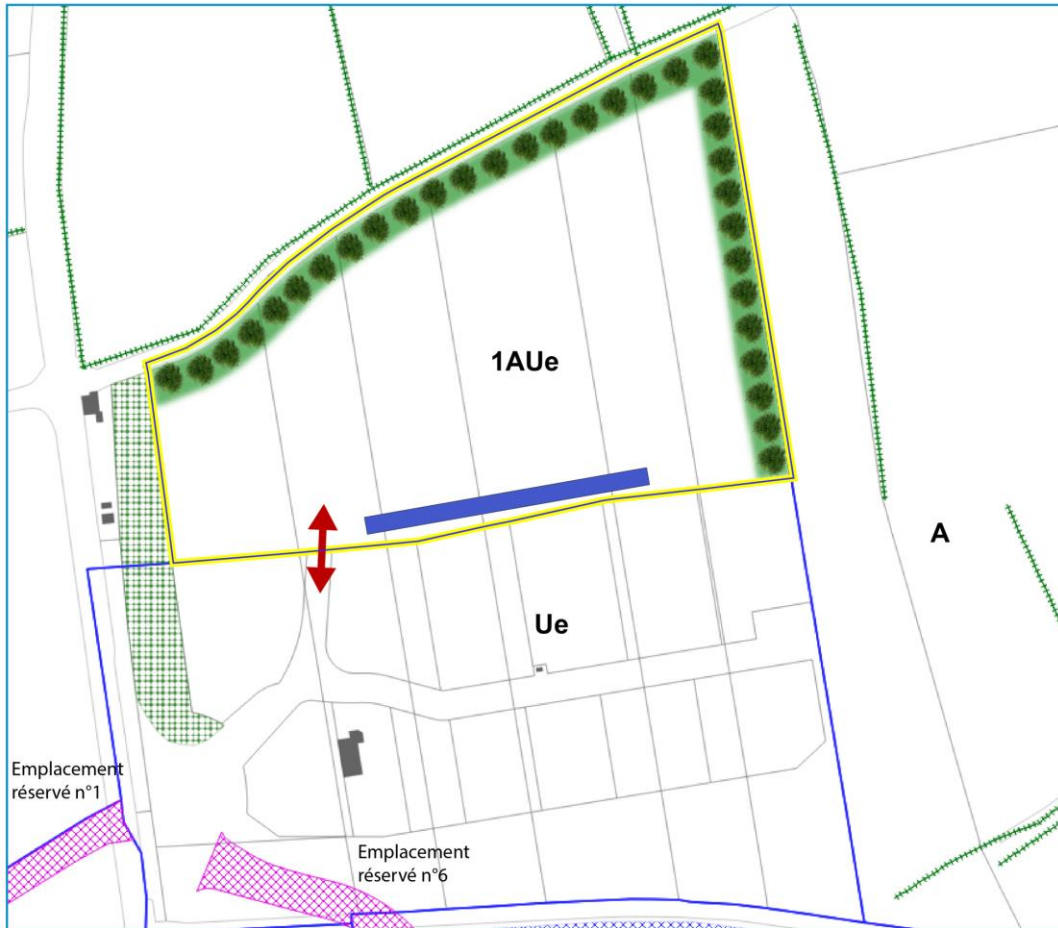 1AUe
A
Ue
Emplacement
réservé n°1
Emplacement
réservé n°6